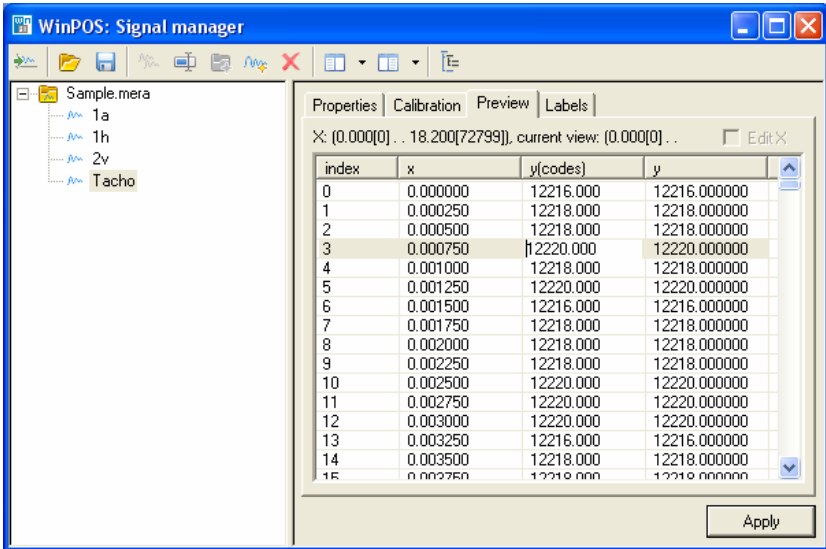 WinPOS: Signal manager
Sample.mera
1a
1h
2v
Tacho
Properties Calibration Preview Labels
X: (0.000[0] . . 18.200[72799]), current view: (0.000[0] . . Edit X
index x y(codes) y
0 0.000000 12216.000 12216.000000
1 0.000250 12218.000 12218.000000
2 0.000500 12218.000 12218.000000
3 0.000750 12220.000 12220.000000
4 0.001000 12218.000 12218.000000
5 0.001250 12220.000 12220.000000
6 0.001500 12216.000 12216.000000
7 0.001750 12218.000 12218.000000
8 0.002000 12218.000 12218.000000
9 0.002250 12218.000 12218.000000
10 0.002500 12220.000 12220.000000
11 0.002750 12220.000 12220.000000
12 0.003000 12220.000 12220.000000
13 0.003250 12216.000 12216.000000
14 0.003500 12218.000 12218.000000
15 0.003750 12218.000 12218.000000
Apply